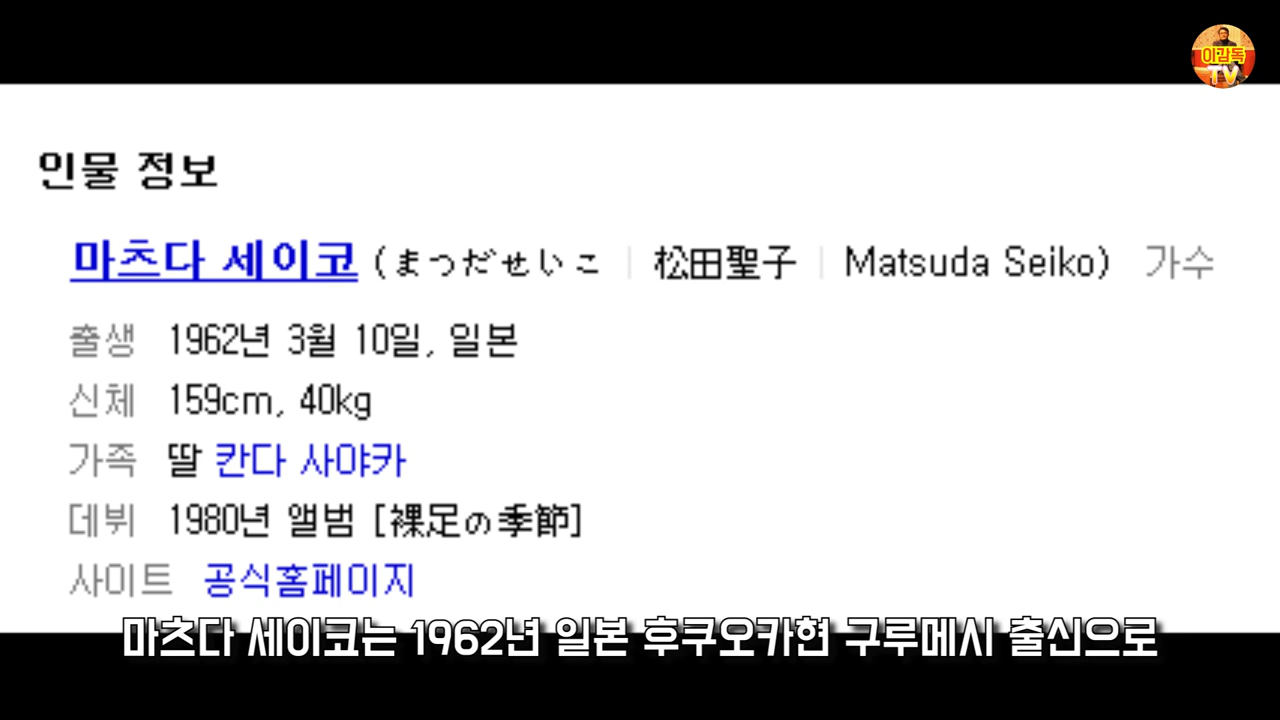 이감독
TV
인물 정보
마츠다 세이코 (まつだせいこ | 松田聖子 | Matsuda Seiko) 가수
출생 1962년 3월 10일, 일본
신체 159cm, 40kg
가족 딸 칸다 사야카
데뷔 1980년 앨범 [裸足の季節]
사이트 공식홈페이지
마츠다 세이코는 1962년 일본 후쿠오카현 구루메시 출신으로